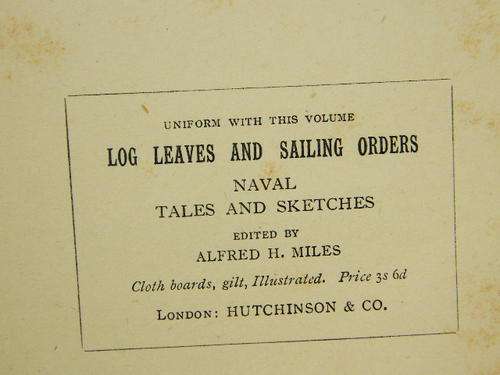 UNIFORM WITH THIS VOLUME
LOG LEAVES AND SAILING ORDERS
NAVAL
TALES AND SKETCHES
EDITED BY
ALFRED H. MILES
Cloth boards, gilt, Illustrated. Price 3s 6d
LONDON: HUTCHINSON & CO.